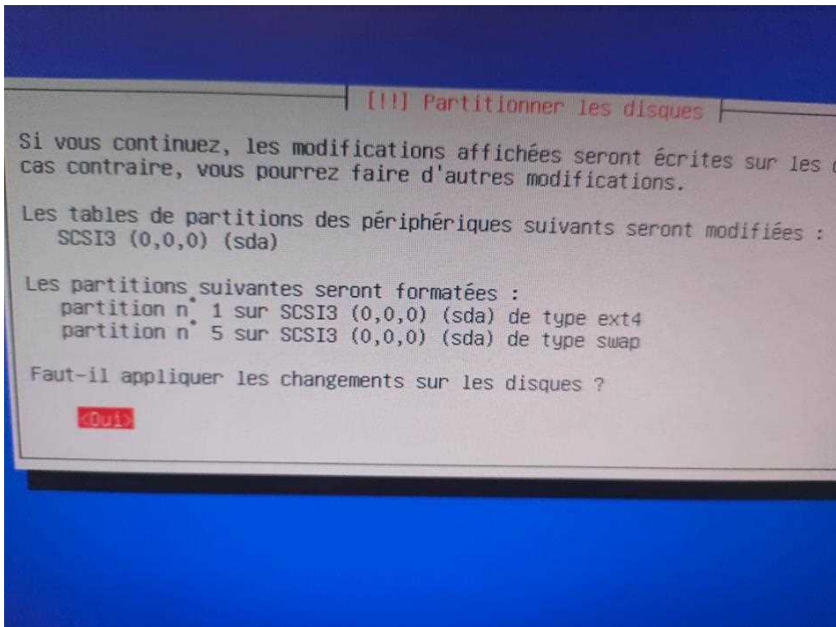 [!!] Partitionner les disques
Si vous continuez, les modifications affichées seront écrites sur les
cas contraire, vous pourrez faire d'autres modifications.
Les tables de partitions des périphériques suivants seront modifiées :
SCSI3 (0,0,0) (sda)
Les partitions suivantes seront formatées :
partition n° 1 sur SCSI3 (0,0,0) (sda) de type ext4
partition n° 5 sur SCSI3 (0,0,0) (sda) de type swap
Faut-il appliquer les changements sur les disques ?
<Oui>